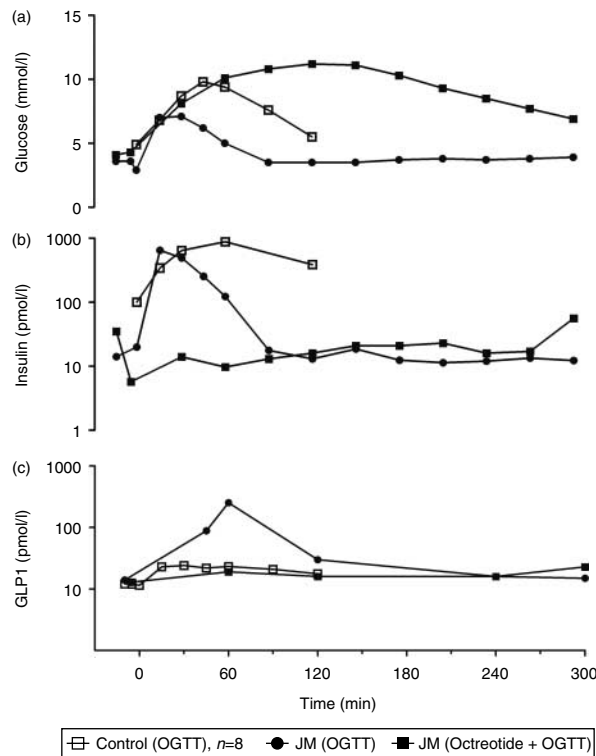 (a)
15
10
5
0
Glucose (mmol/l)
(b)
1000
100
10
1
Insulin (pmol/l)
(c)
1000
100
10
GLP1 (pmol/l)
0 60 120 180 240 300
Time (min)
Control (OGTT), n=8 JM (OGTT) JM (Octreotide + OGTT)